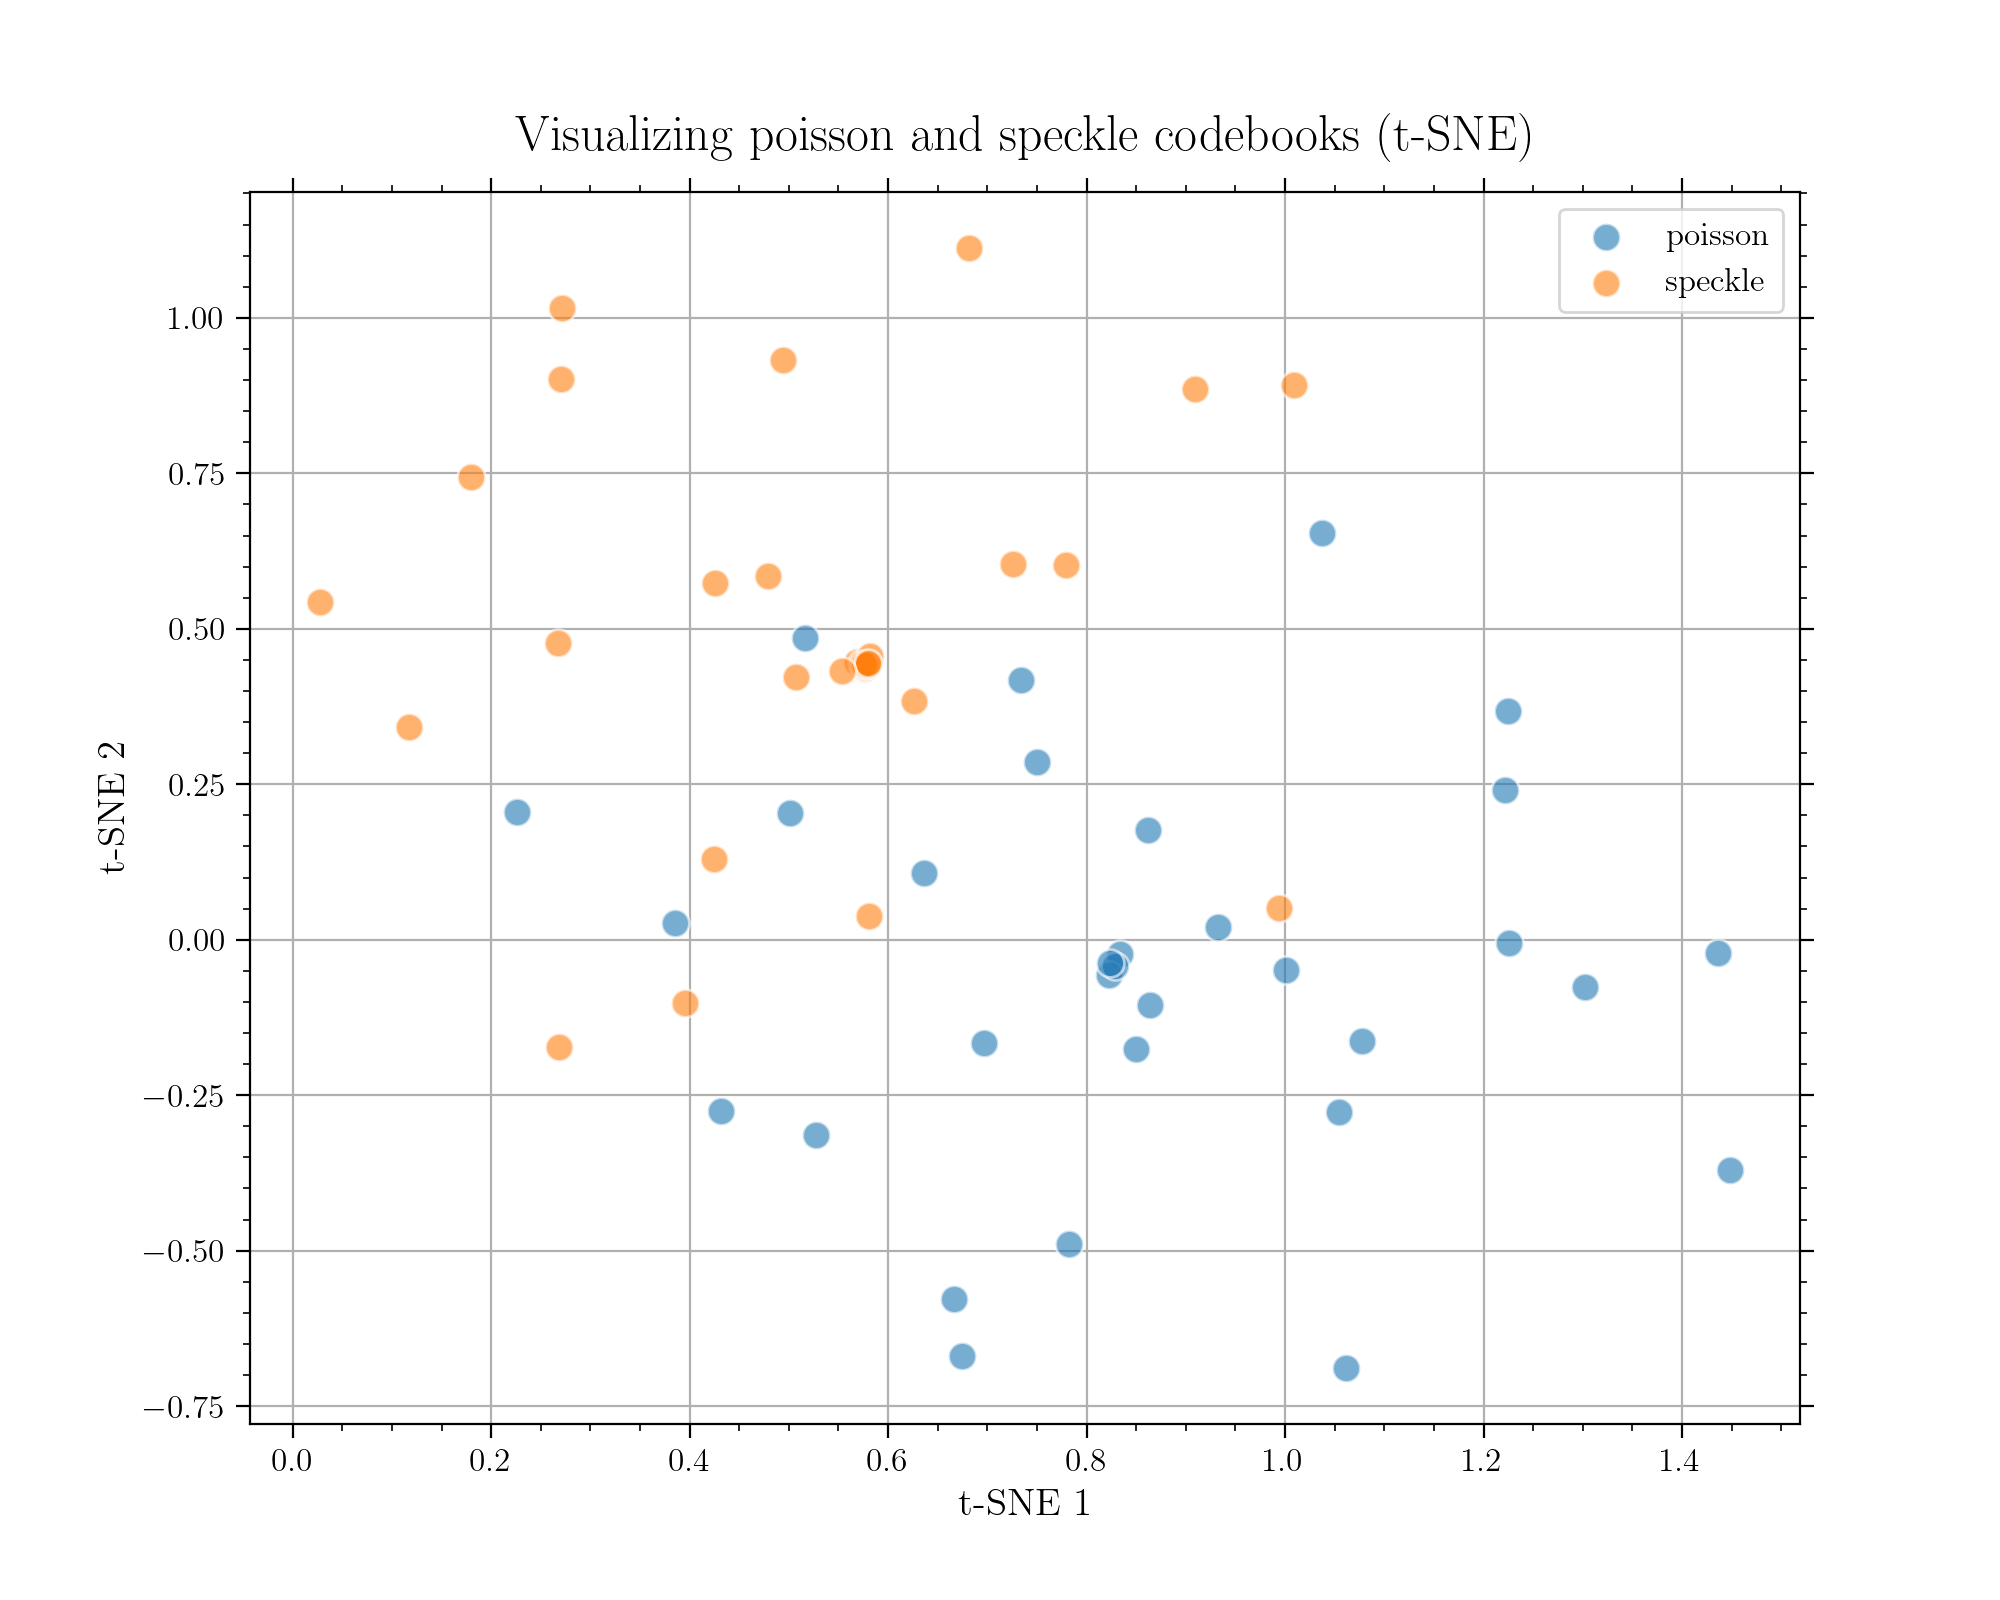 Visualizing poisson and speckle codebooks (t-SNE)
poisson
speckle
1.00
0.75
0.50
0.25
0.00
−0.25
−0.50
−0.75
t-SNE 2
0.0 0.2 0.4 0.6 0.8 1.0 1.2 1.4
t-SNE 1